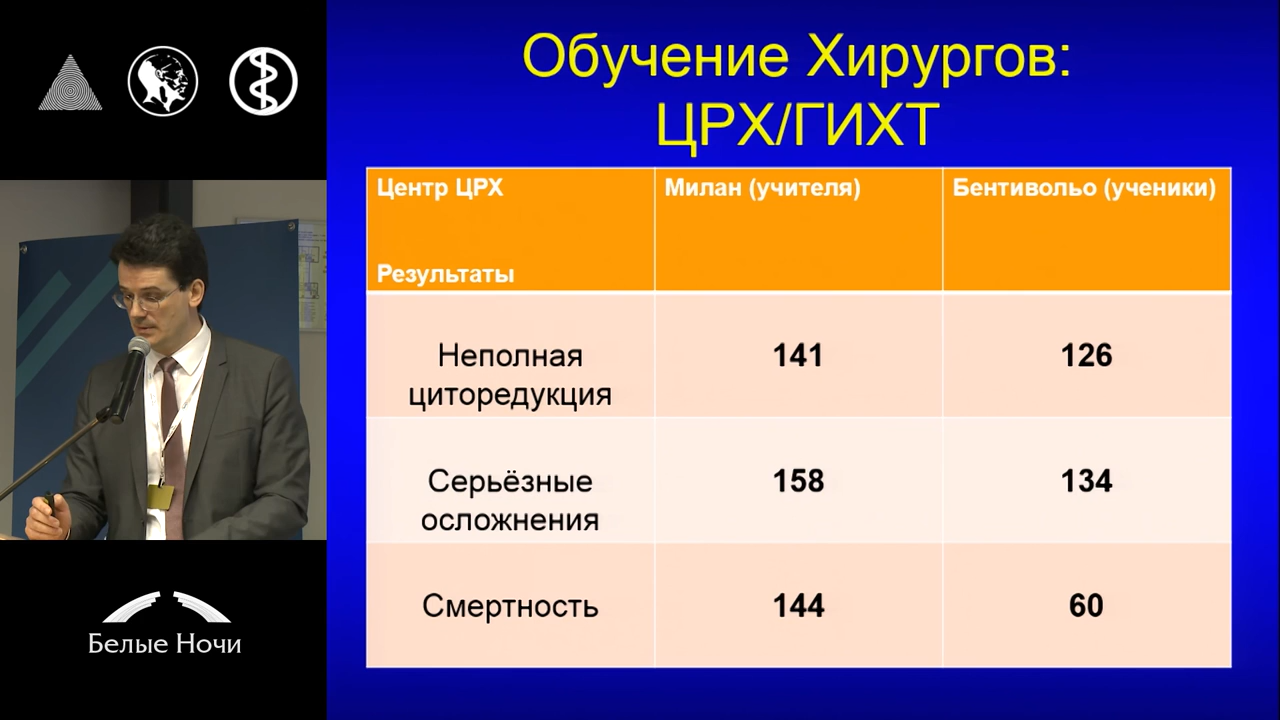 Обучение Хирургов:
ЦРХ/ГИХТ
Центр ЦРХ
Результаты
Милан (учителя)
Бентивольо (ученики)
Неполная
циторедукция
141
126
Серьёзные
осложнения
158
134
Смертность
144
60
Белые Ночи